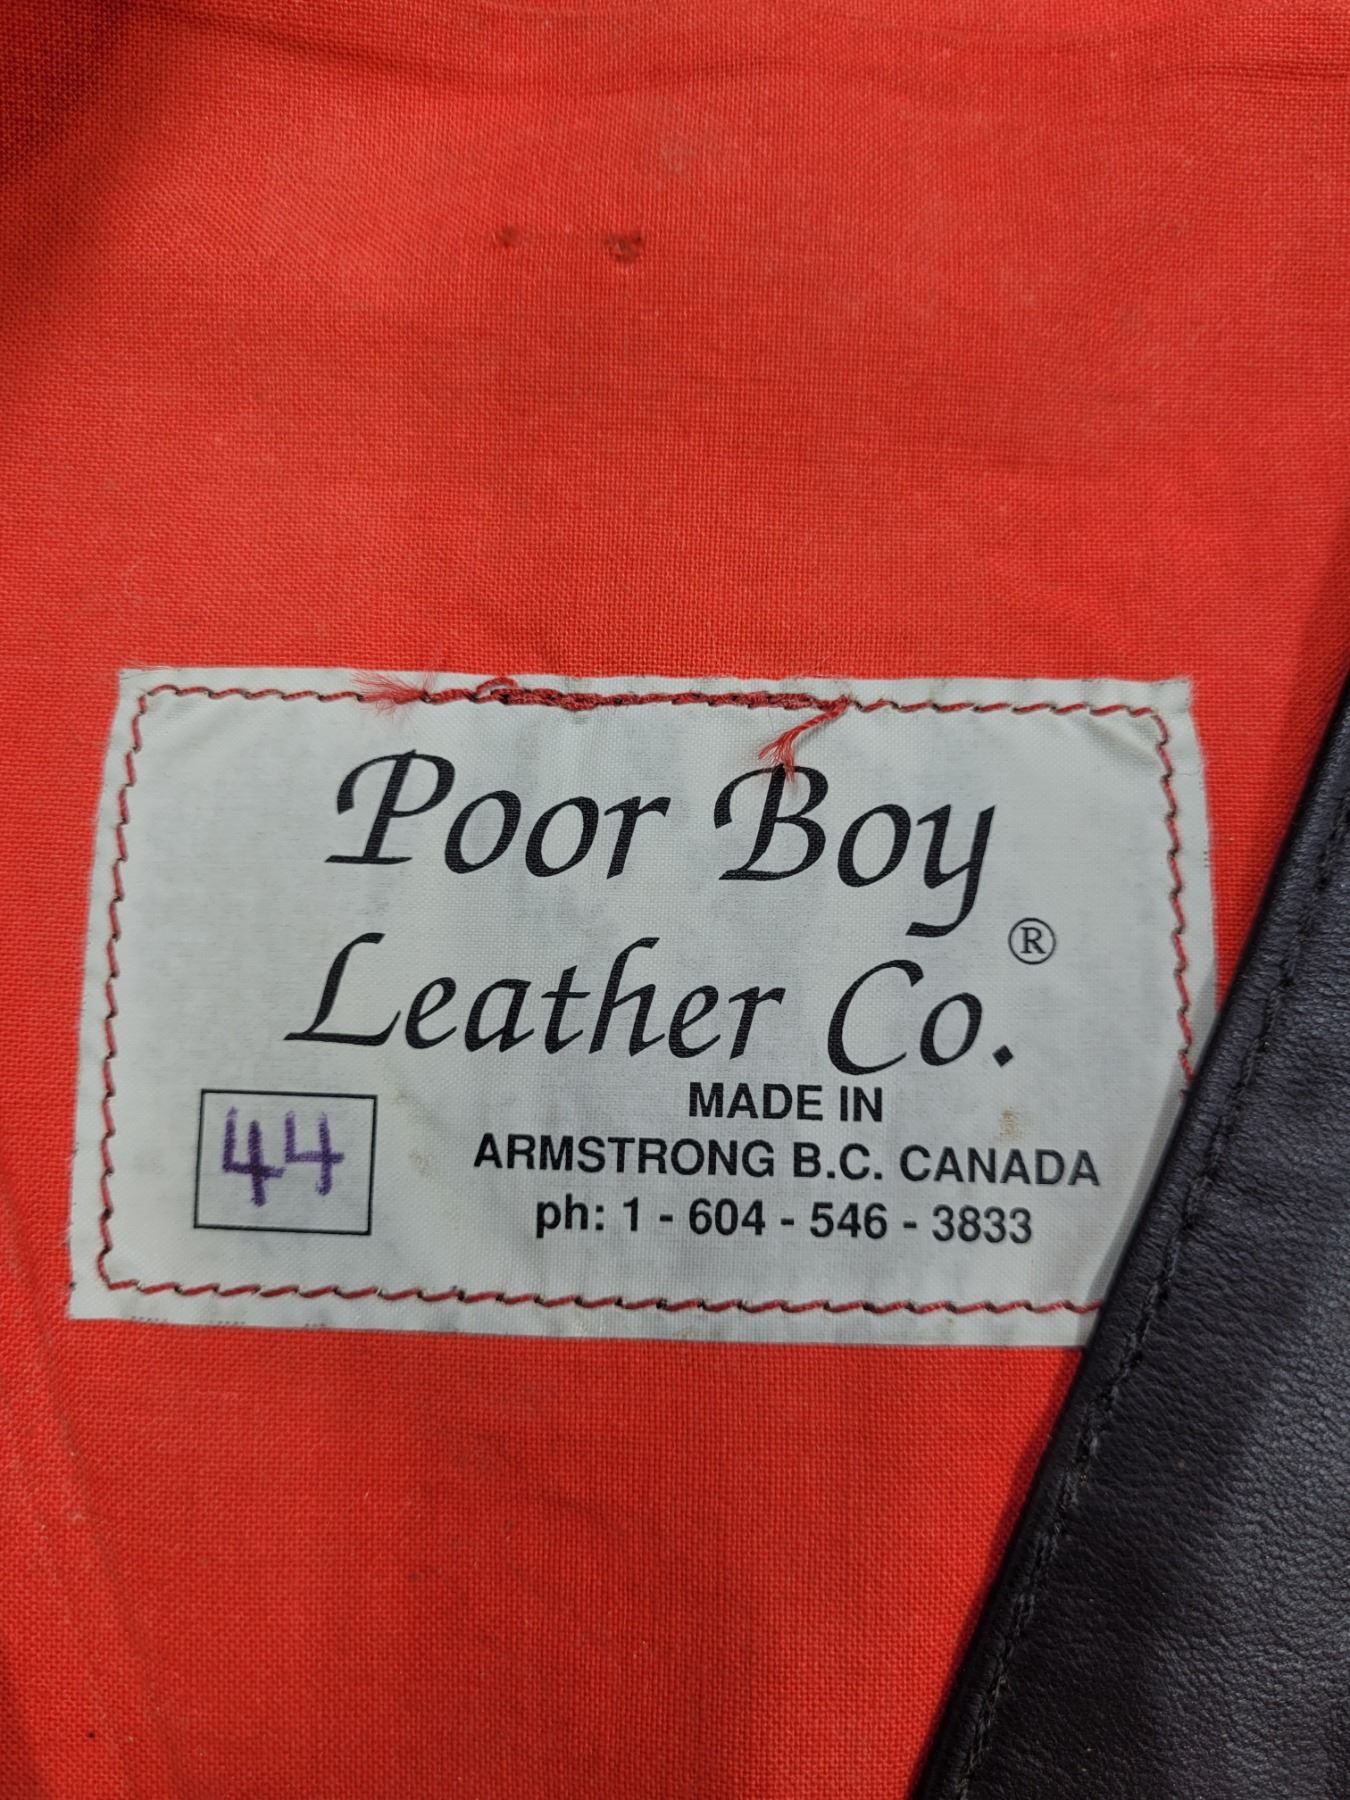 Poor Boy
Leather Co.®
MADE IN
ARMSTRONG B.C. CANADA
ph: 1 - 604 - 546 - 3833
44